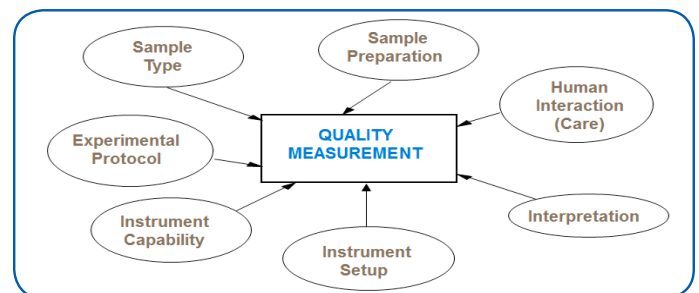 Sample
Type
Sample
Preparation
Human
Interaction
(Care)
QUALITY
MEASUREMENT
Experimental
Protocol
Instrument
Capability
Instrument
Setup
Interpretation